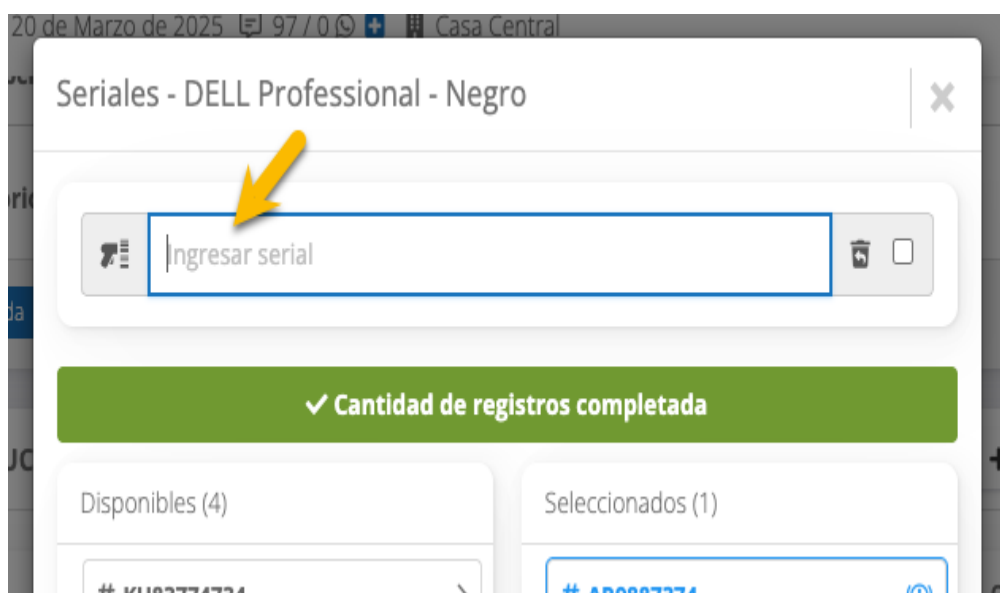 20 de Marzo de 2025 97 / 0 Casa Central
Seriales - DELL Professional - Negro
Ingresar serial
Cantidad de registros completada
Disponibles (4)
Seleccionados (1)